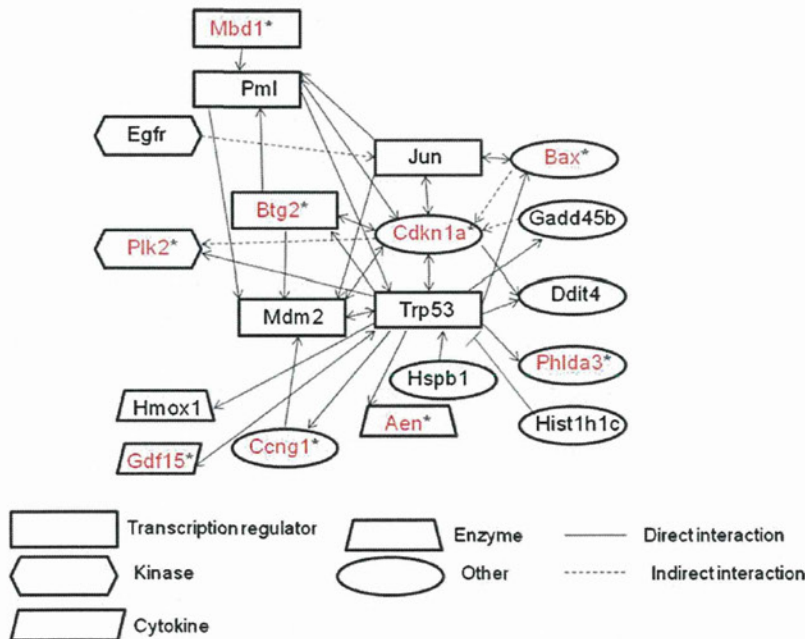 Mbd1*
Pml
Egfr
Jun
Bax*
Btg2*
Cdkn1a*
Gadd45b
Plk2*
Mdm2
Trp53
Ddit4
Hspb1
Phlda3*
Hmox1
Aen*
Hist1h1c
Gdf15*
Ccng1*
Transcription regulator
Enzyme
Direct interaction
Kinase
Other
Indirect interaction
Cytokine